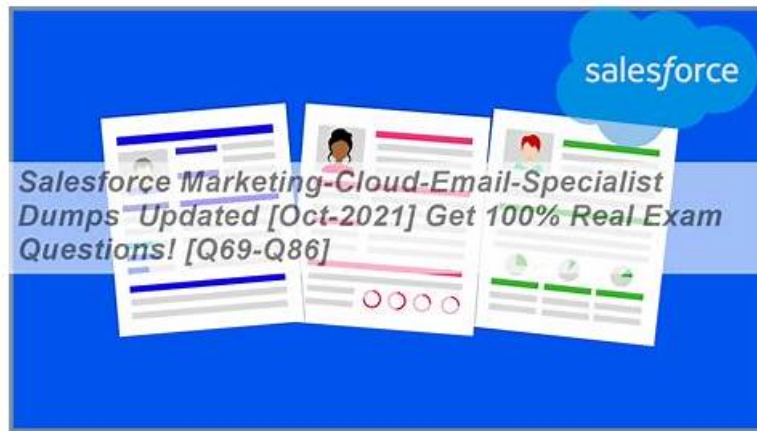 salesforce
Salesforce Marketing-Cloud-Email-Specialist
Dumps Updated [Oct-2021] Get 100% Real Exam
Questions! [Q69-Q86]